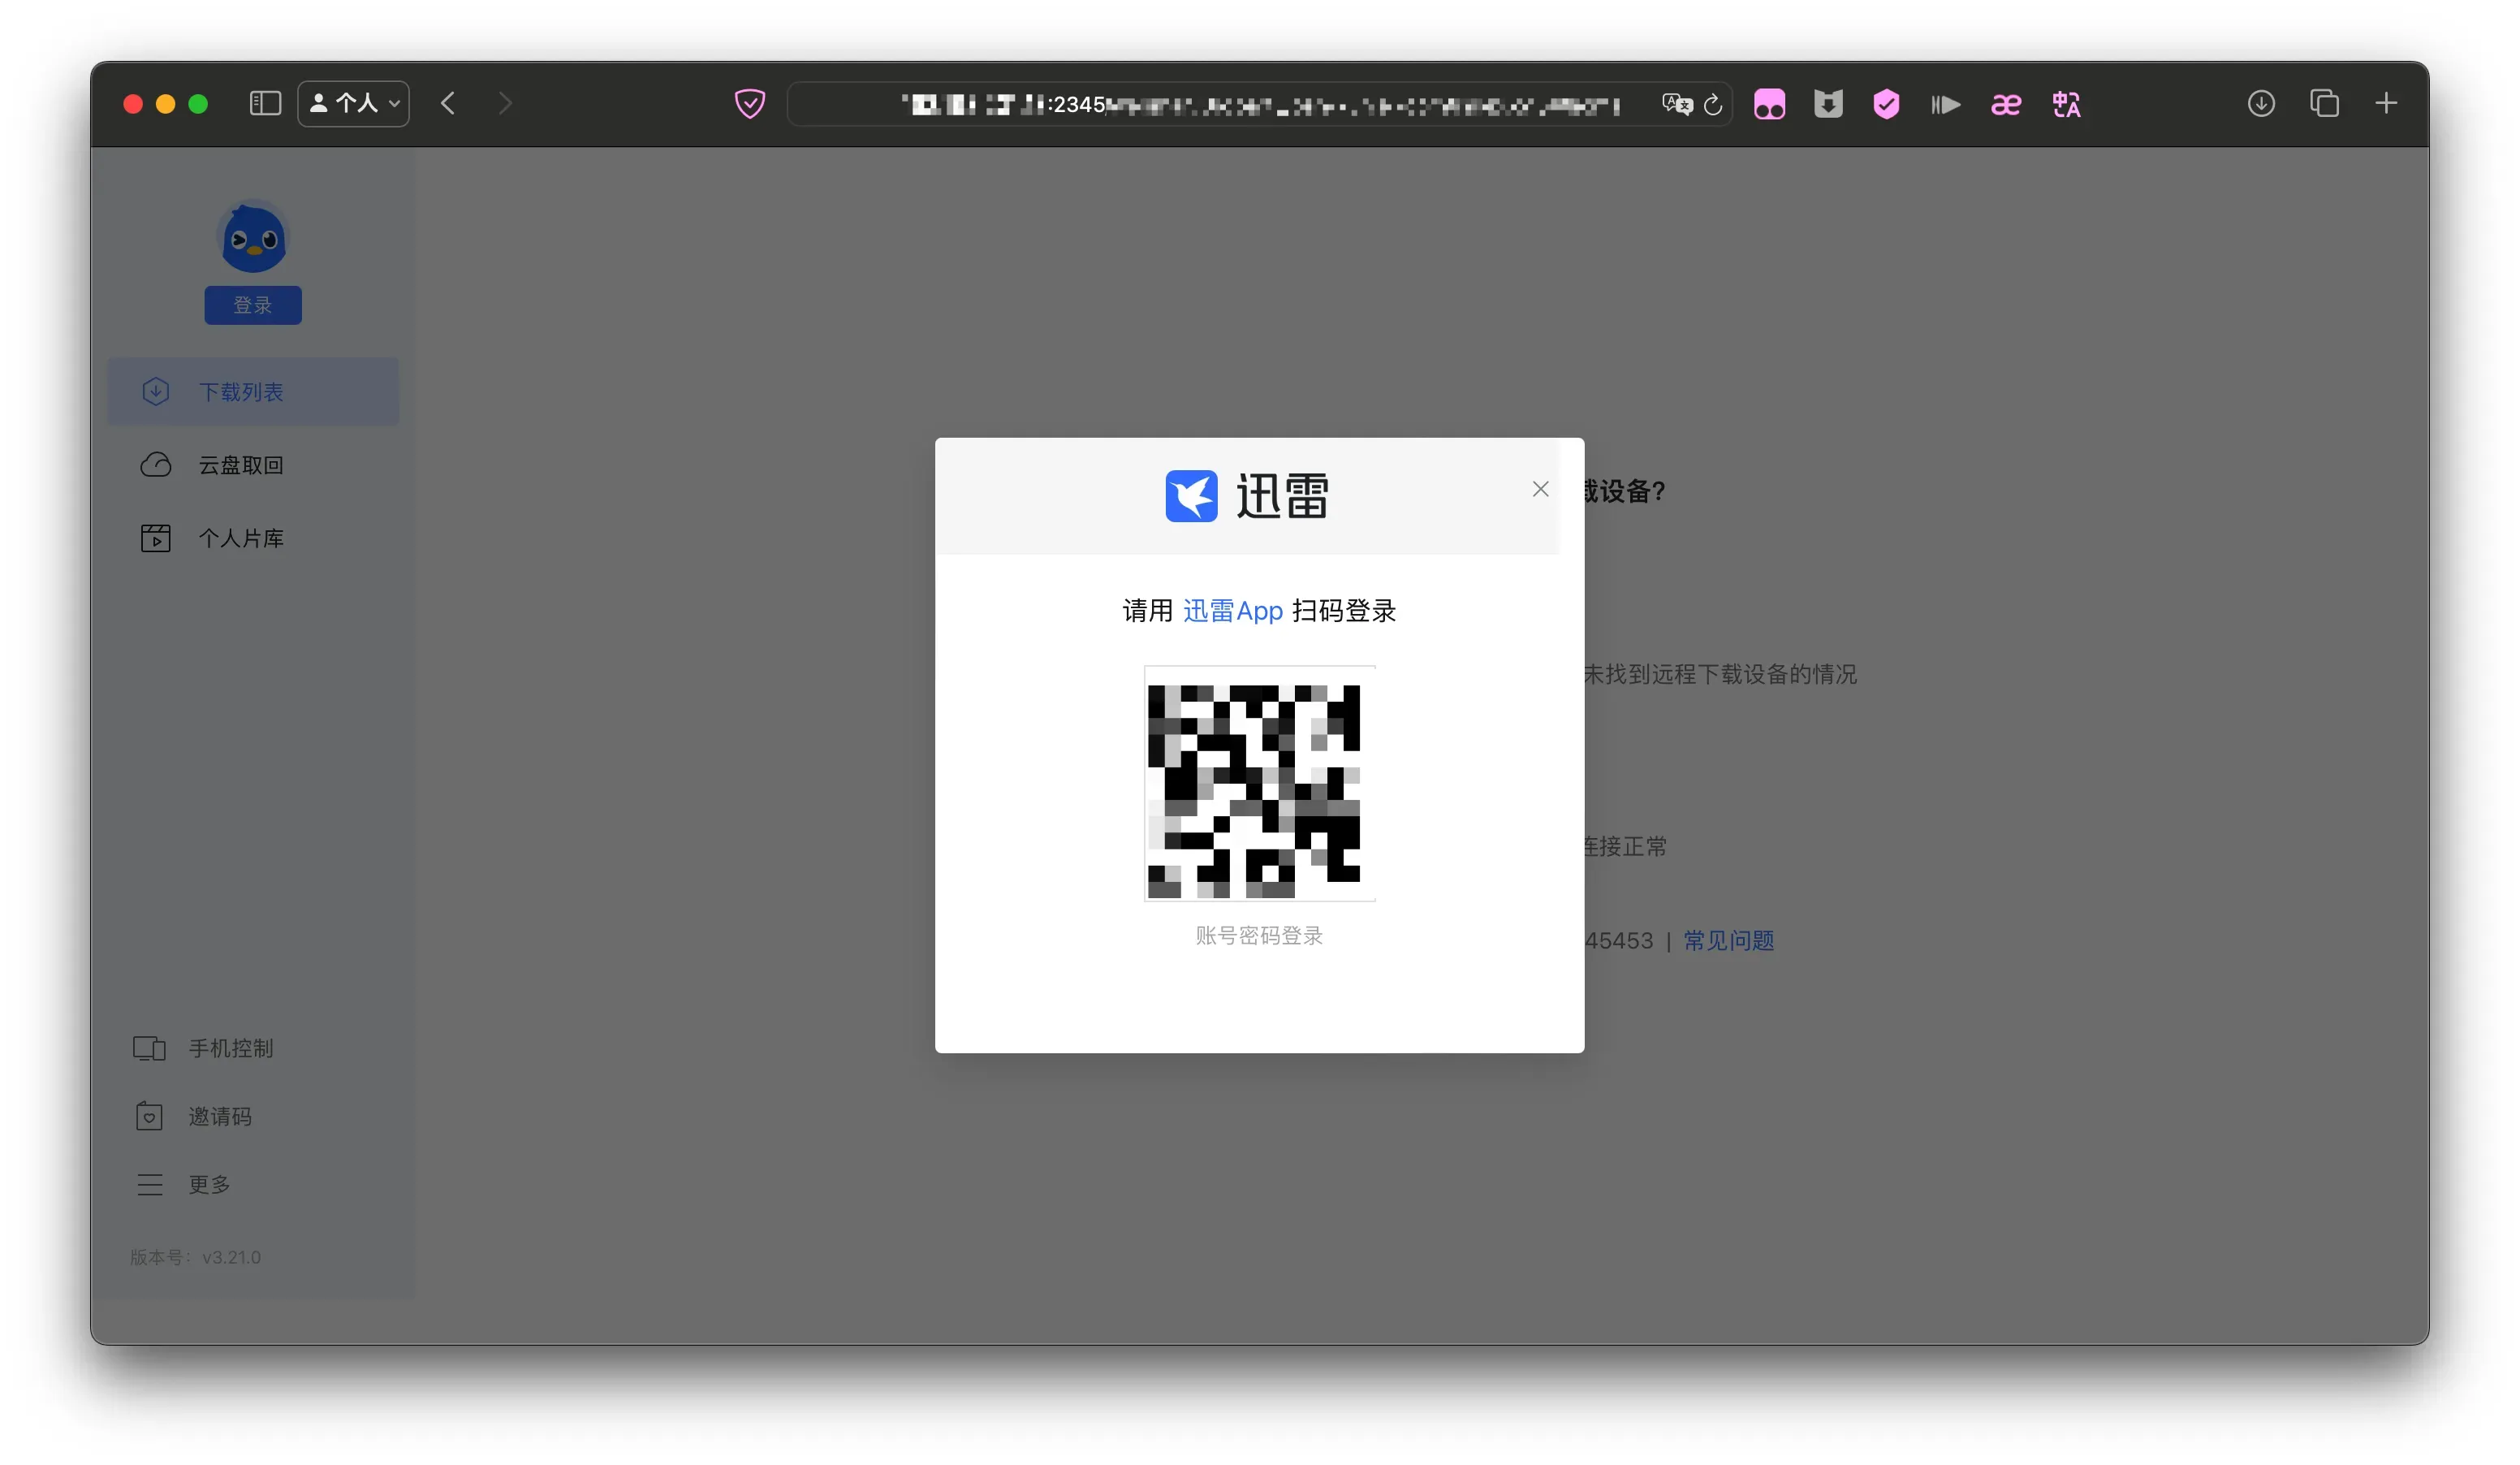 个人
:2345
登录
下载列表
云盘取回
个人片库
手机控制
邀请码
更多
版本号：v3.21.0
迅雷
请用 迅雷App 扫码登录
账号密码登录
设备?
未找到远程下载设备的情况
连接正常
45453 | 常见问题